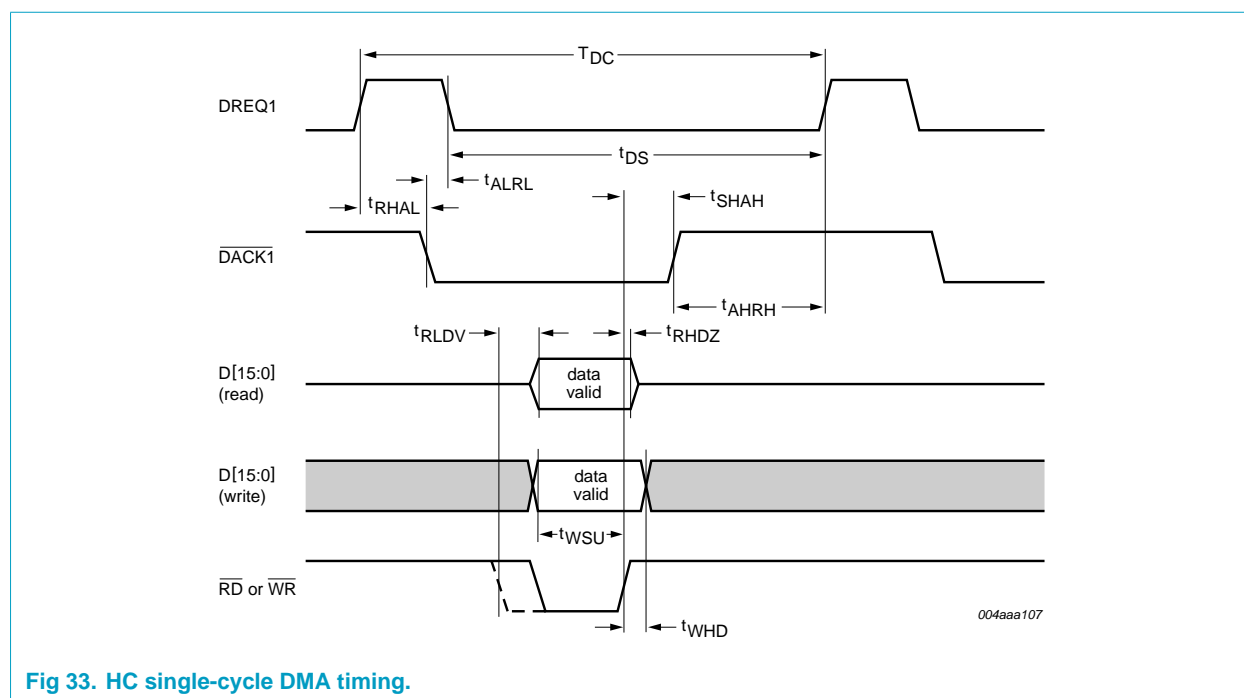 TDC
DREQ1
tDS
tALRL
tSHAH
tRHAL
DACK1
tAHRH
tRLDV
tRHDZ
D[15:0]
(read)
data
valid
D[15:0]
(write)
data
valid
tWSU
RD or WR
004aaa107
tWHD
Fig 33. HC single-cycle DMA timing.